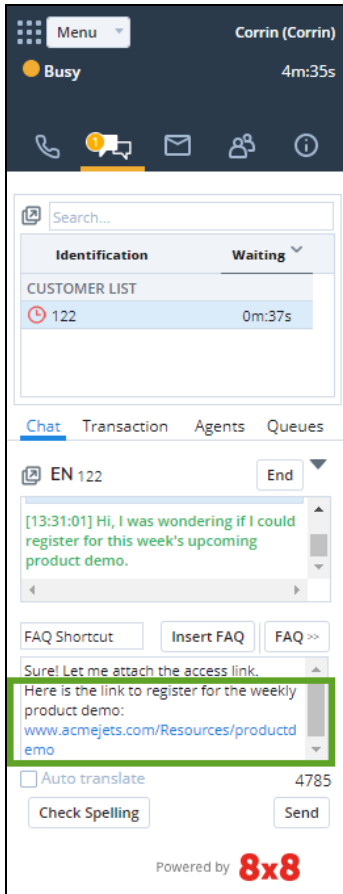 Menu Corrin (Corrin)
Busy 4m:35s
1
Search...
Identification Waiting
CUSTOMER LIST
122 0m:37s
Chat Transaction Agents Queues
EN 122 End
[13:31:01] Hi, I was wondering if I could
register for this week's upcoming
product demo.
FAQ Shortcut Insert FAQ FAQ >>
Sure! Let me attach the access link.
Here is the link to register for the weekly
product demo:
www.acmejets.com/Resources/productd
emo
Auto translate 4785
Check Spelling Send
Powered by 8x8